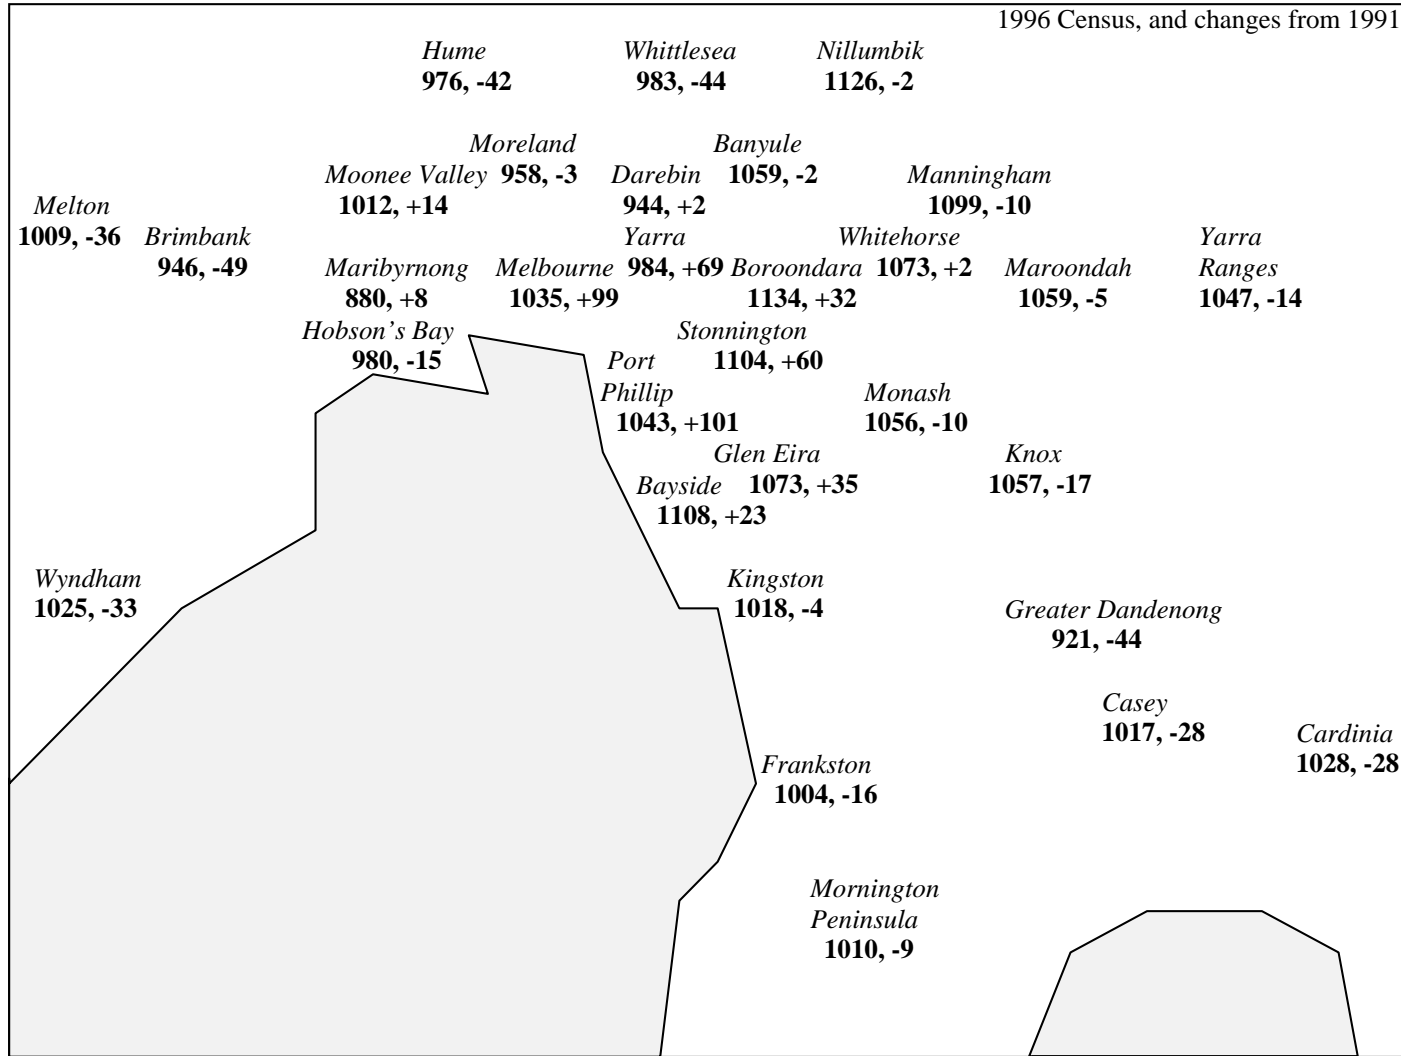 1996 Census, and changes from 1991
Hume
976, -42
Whittlesea
983, -44
Nillumbik
1126, -2
Moreland
958, -3
Banyule
1059, -2
Moonee Valley
1012, +14
Darebin
944, +2
Manningham
1099, -10
Melton
1009, -36
Brimbank
946, -49
Yarra
984, +69
Whitehorse
1073, +2
Yarra
Ranges
1047, -14
Maribyrnong
880, +8
Melbourne
1035, +99
Boroondara
1134, +32
Maroondah
1059, -5
Hobson's Bay
980, -15
Stonnington
1104, +60
Port
Phillip
1043, +101
Monash
1056, -10
Glen Eira
1073, +35
Knox
1057, -17
Bayside
1108, +23
Wyndham
1025, -33
Kingston
1018, -4
Greater Dandenong
921, -44
Casey
1017, -28
Cardinia
1028, -28
Frankston
1004, -16
Mornington
Peninsula
1010, -9